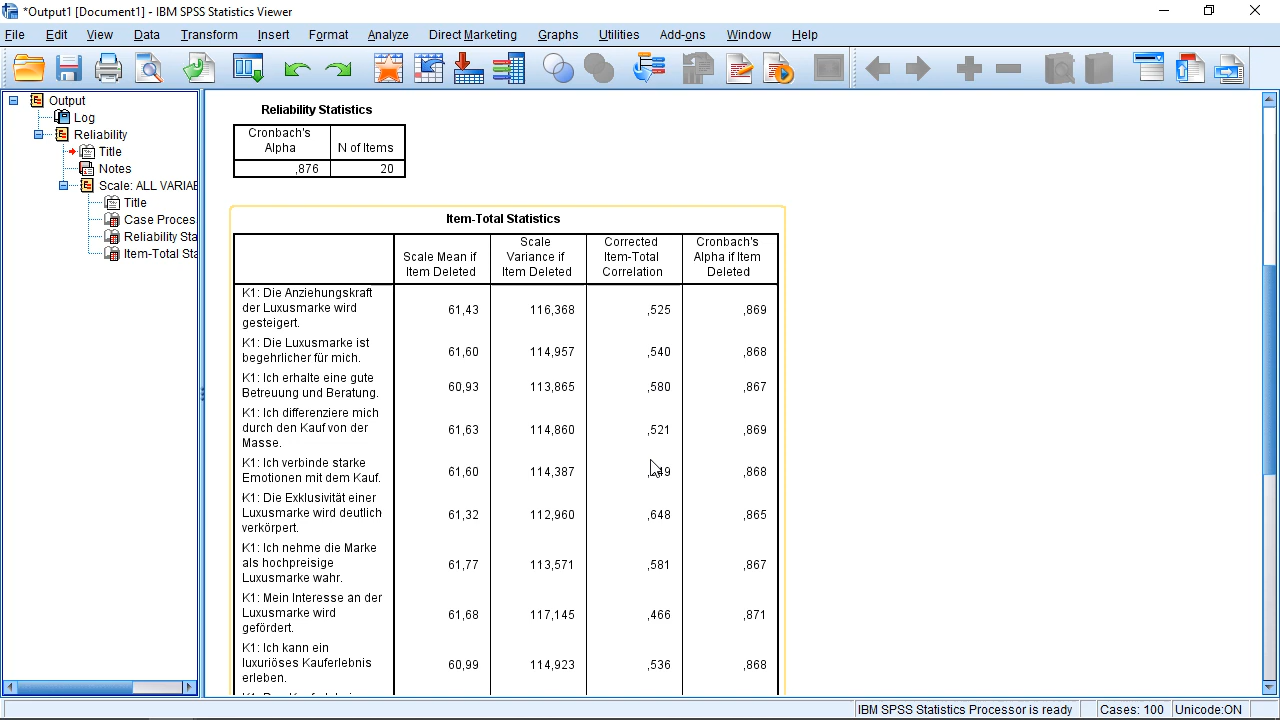 *Output1 [Document1] - IBM SPSS Statistics Viewer
File Edit View Data Transform Insert Format Analyze Direct Marketing Graphs Utilities Add-ons Window Help
Output
Log
Reliability
Title
Notes
Scale: ALL VARIAB
Title
Case Proces
Reliability Sta
Item-Total Sta
Reliability Statistics
Cronbach's Alpha N of Items
,876 20
Item-Total Statistics
Scale Mean if Item Deleted Scale Variance if Item Deleted Corrected Item-Total Correlation Cronbach's Alpha if Item Deleted
K1: Die Anziehungskraft
der Luxusmarke wird
gesteigert.
61,43 116,368 ,525 ,869
K1: Die Luxusmarke ist
begehrlicher für mich.
61,60 114,957 ,540 ,868
K1: Ich erhalte eine gute
Betreuung und Beratung.
60,93 113,865 ,580 ,867
K1: Ich differenziere mich
durch den Kauf von der
Masse.
61,63 114,860 ,521 ,869
K1: Ich verbinde starke
Emotionen mit dem Kauf.
61,60 114,387 ,868
K1: Die Exklusivität einer
Luxusmarke wird deutlich
verkörpert.
61,32 112,960 ,648 ,865
K1: Ich nehme die Marke
als hochpreisige
Luxusmarke wahr.
61,77 113,571 ,581 ,867
K1: Mein Interesse an der
Luxusmarke wird
gefördert.
61,68 117,145 ,466 ,871
K1: Ich kann ein
luxuriöses Kauferlebnis
erleben.
60,99 114,923 ,536 ,868
IBM SPSS Statistics Processor is ready Cases: 100 Unicode:ON